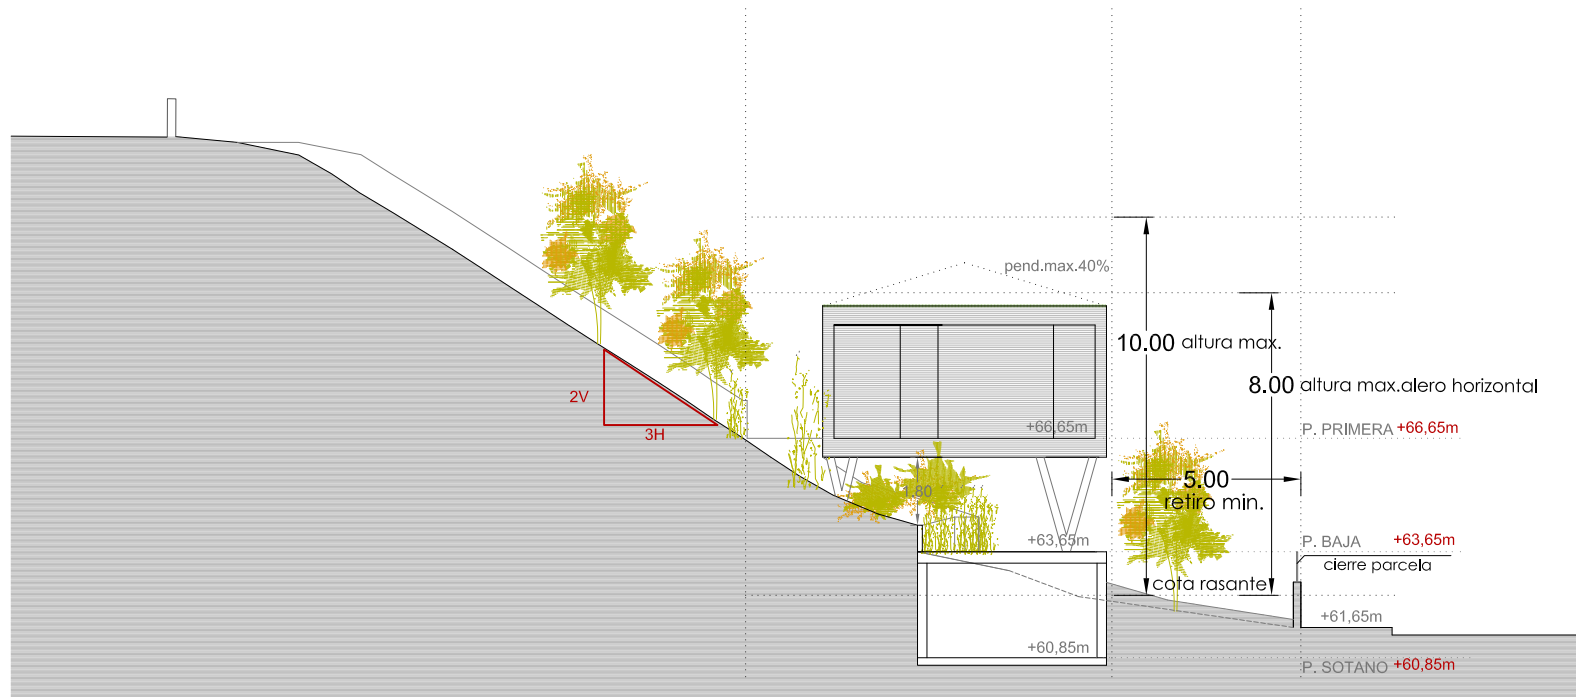 pend.max.40%
10.00 altura max.
8.00 altura max.alero horizontal
2V
3H
+66,65m
P. PRIMERA +66,65m
1.80
5.00
retiro min.
+63,65m
P. BAJA +63,65m
cierre parcela
cota rasante
+61,65m
+60,85m
P. SOTANO +60,85m